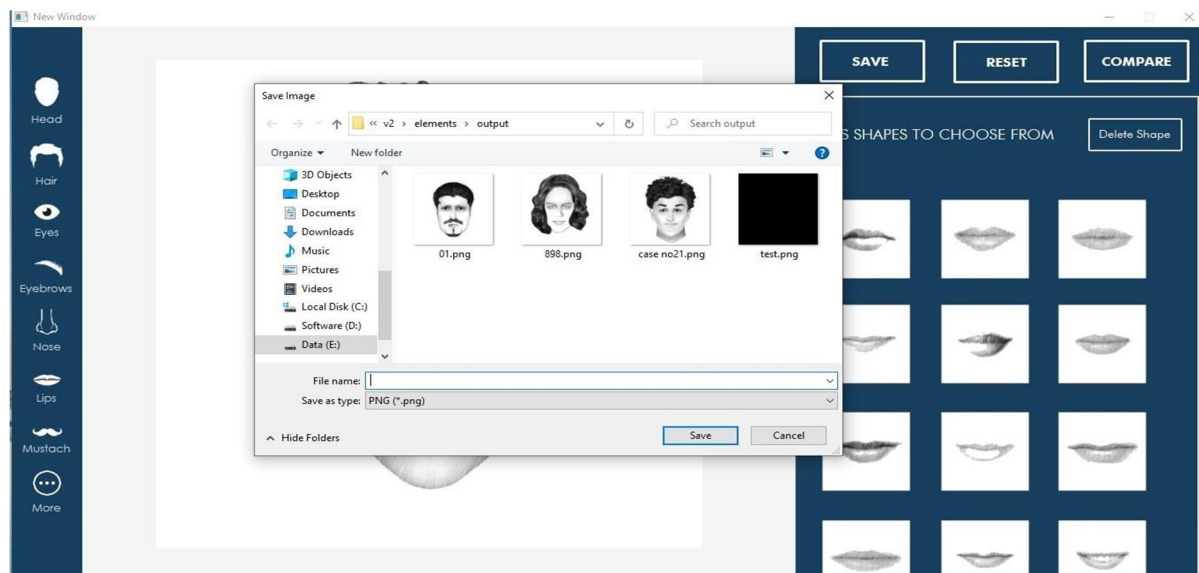 New Window
SAVE
RESET
COMPARE
Head
Hair
Eyes
Eyebrows
Nose
Lips
Mustach
More
Save Image
« v2 › elements › output
Search output
Organize
New folder
3D Objects
Desktop
Documents
Downloads
Music
Pictures
Videos
Local Disk (C:)
Software (D:)
Data (E:)
01.png
898.png
case no21.png
test.png
File name:
Save as type: PNG (*.png)
Hide Folders
Save
Cancel
S SHAPES TO CHOOSE FROM
Delete Shape